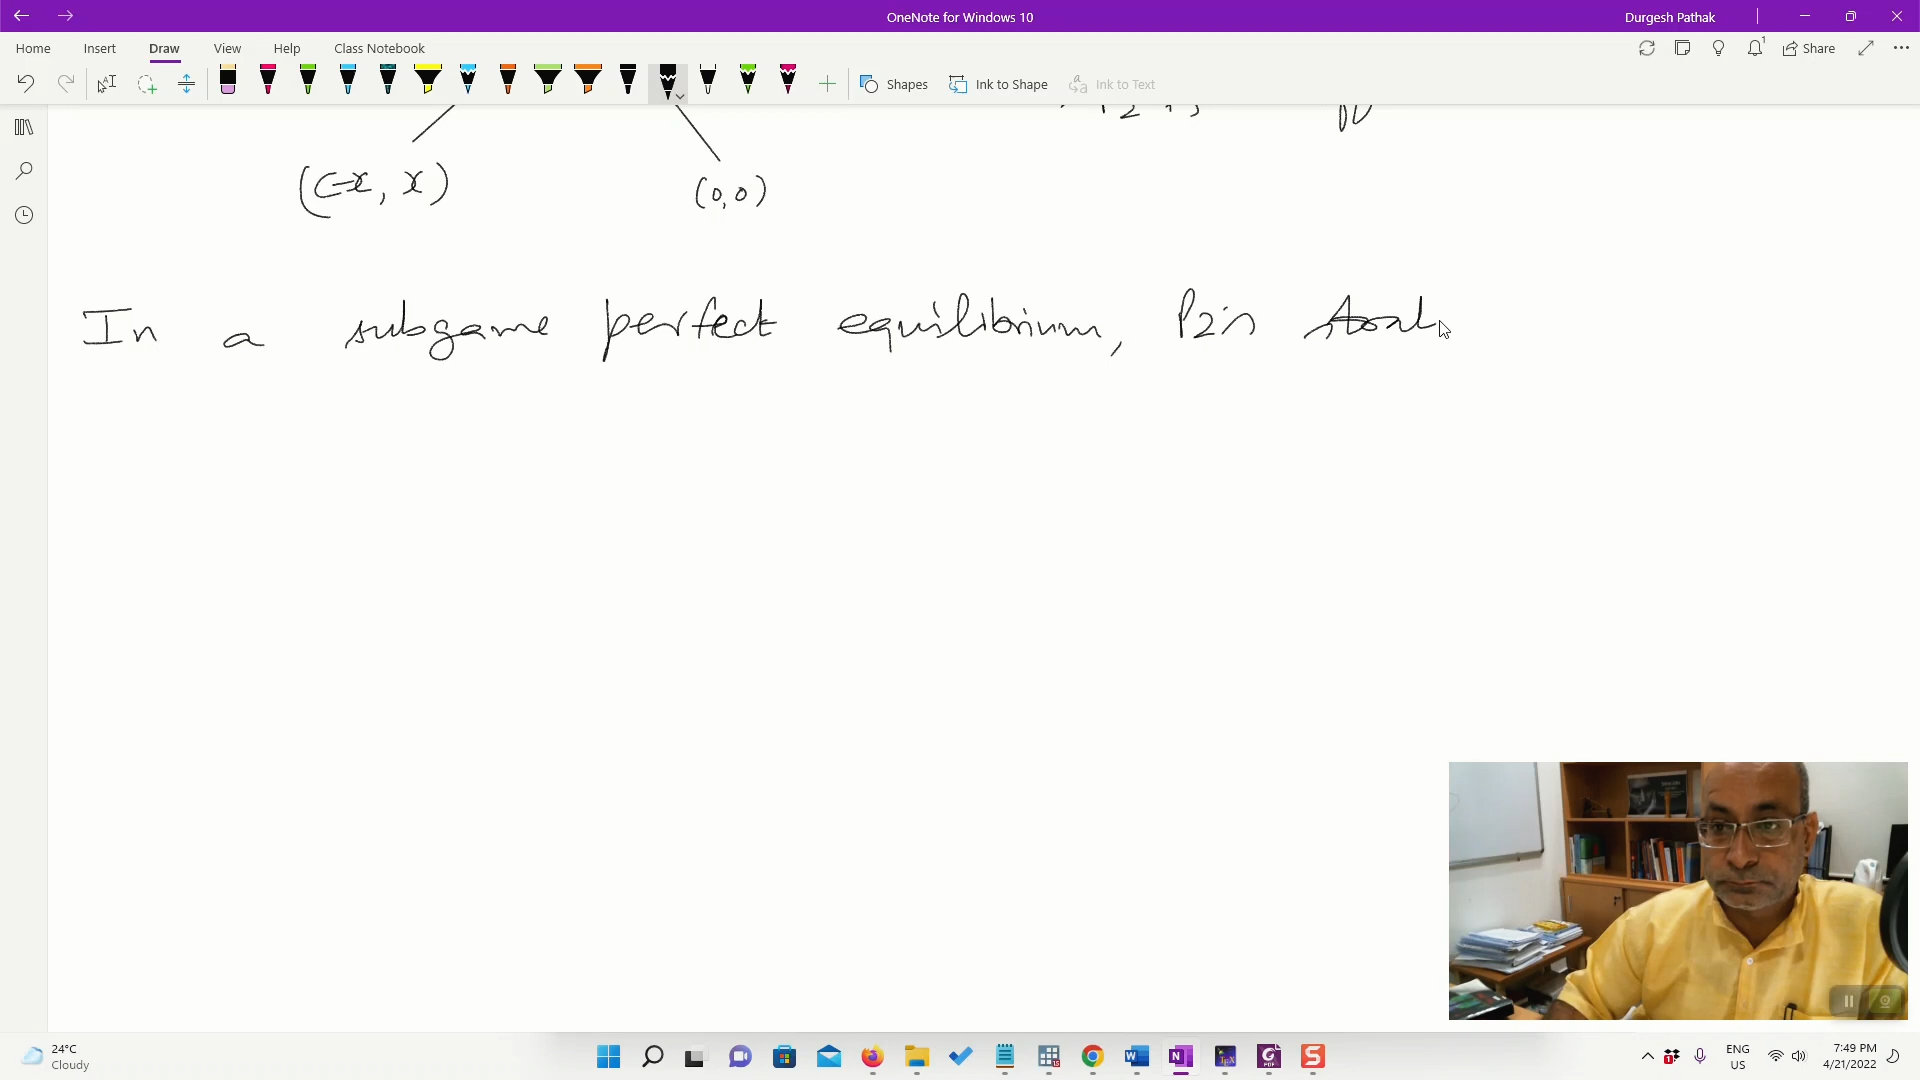 OneNote for Windows 10
Durgesh Pathak
Home Insert Draw View Help Class Notebook
1
Share
Shapes
Ink to Shape
Ink to Text
(0,0)
In a subgame perfect equilibrium, P2's
24°C
Cloudy
ENG
US
7:49 PM
4/21/2022